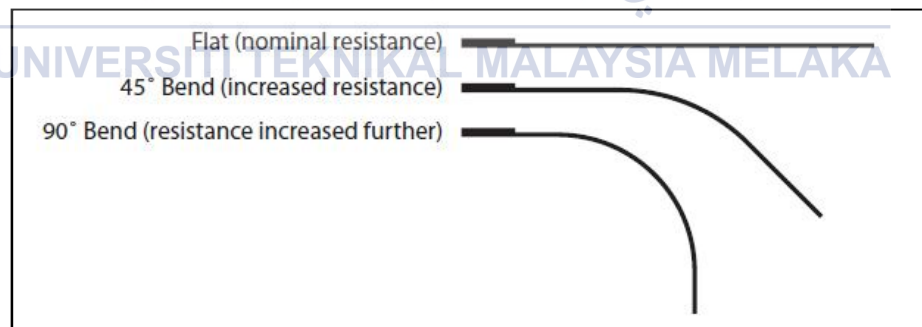 Flat (nominal resistance)
UNIVERSITI TEKNIKAL MALAYSIA MELAKA
45° Bend (increased resistance)
90° Bend (resistance increased further)